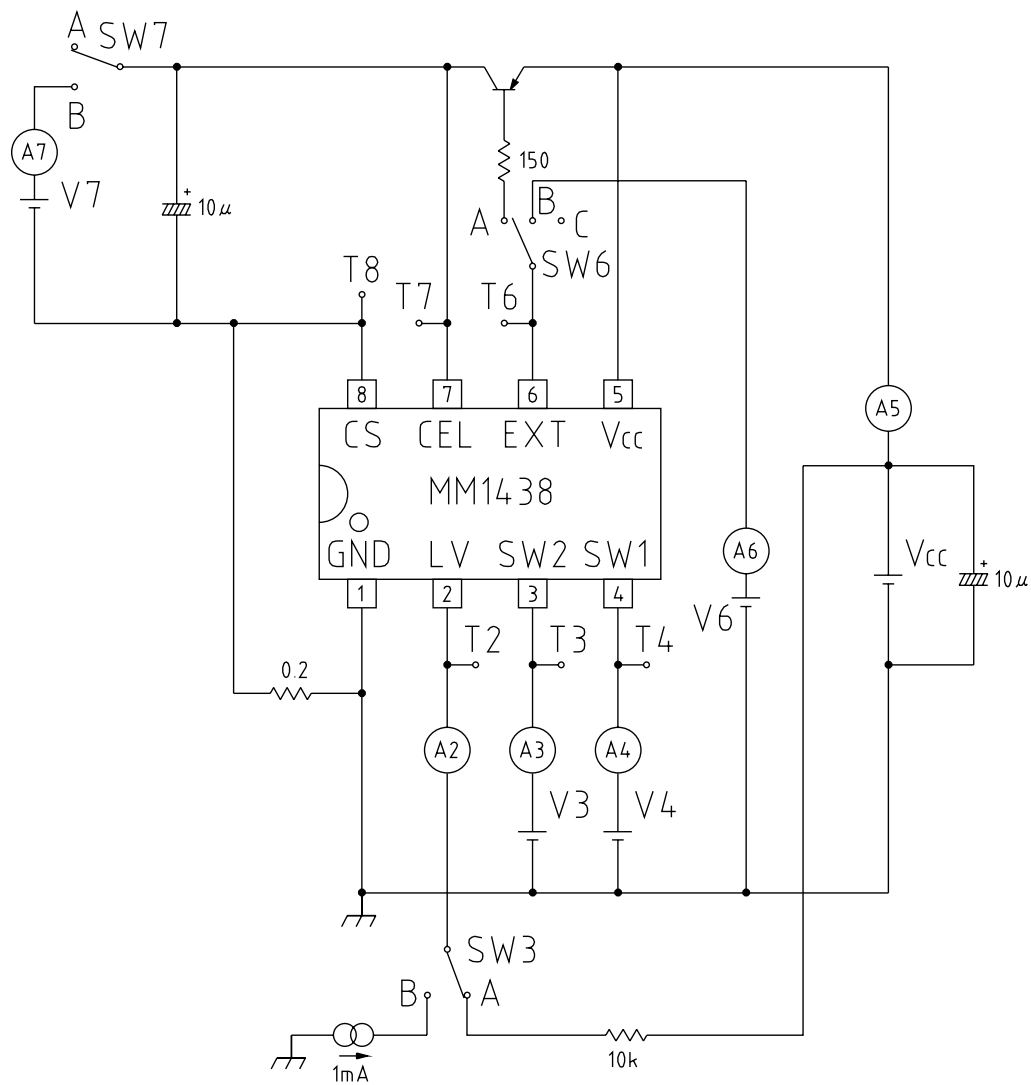 A SW7
B
A7
V7
+
10μ
150
A B C
SW6
T8
T7 T6
8 7 6 5
CS CEL EXT Vcc
MM1438
GND LV SW2 SW1
1 2 3 4
A5
A6
V6
Vcc
+
10μ
T2 T3 T4
0.2
A2 A3 A4
V3 V4
SW3
B A
1mA
10k